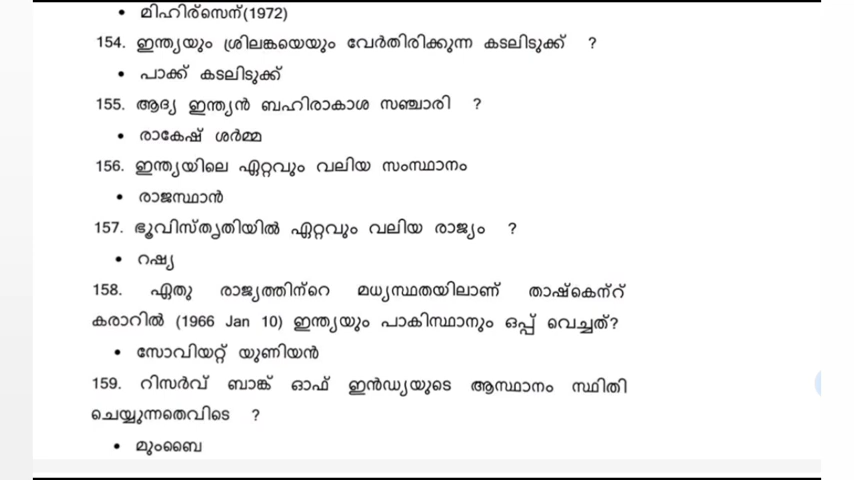 • മിഹിര്സെന്(1972)
154. ഇന്ത്യയും ശ്രിലങ്കയെയും വേർതിരിക്കുന്ന കടലിടുക്ക് ?
• പാക്ക് കടലിടുക്ക്
155. ആദ്യ ഇന്ത്യൻ ബഹിരാകാശ സഞ്ചാരി ?
• രാകേഷ് ശർമ്മ
156. ഇന്ത്യയിലെ ഏറ്റവും വലിയ സംസ്ഥാനം
• രാജസ്ഥാൻ
157. ഭൂവിസ്തൃതിയിൽ ഏറ്റവും വലിയ രാജ്യം ?
• റഷ്യ
158. ഏതു രാജ്യത്തിന്റെ മധ്യസ്ഥതയിലാണ് താഷ്കെന്റ്
കരാറിൽ (1966 Jan 10) ഇന്ത്യയും പാകിസ്ഥാനും ഒപ്പ് വെച്ചത്?
• സോവിയറ്റ് യുണിയൻ
159. റിസർവ് ബാങ്ക് ഓഫ് ഇൻഡ്യയുടെ ആസ്ഥാനം സ്ഥിതി
ചെയ്യുന്നതെവിടെ ?
• മുംബൈ